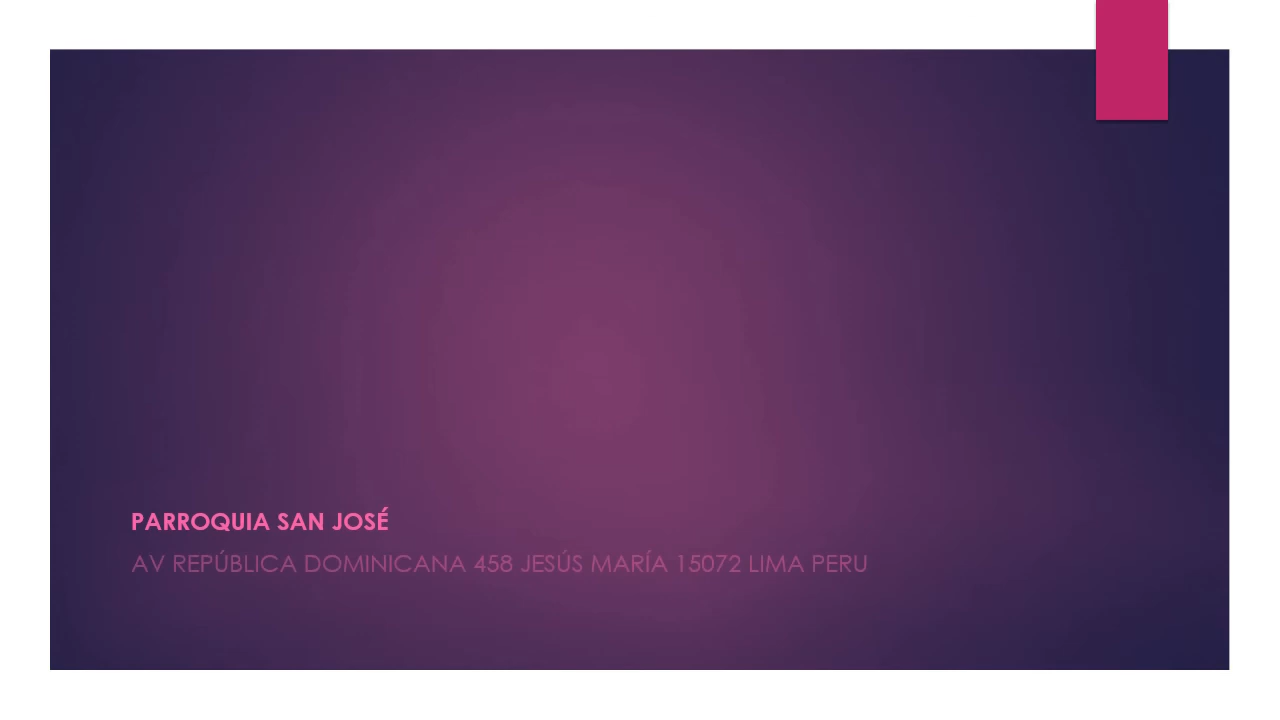 PARROQUIA SAN JOSÉ
AV REPÚBLICA DOMINICANA 458 JESÚS MARÍA 15072 LIMA PERU